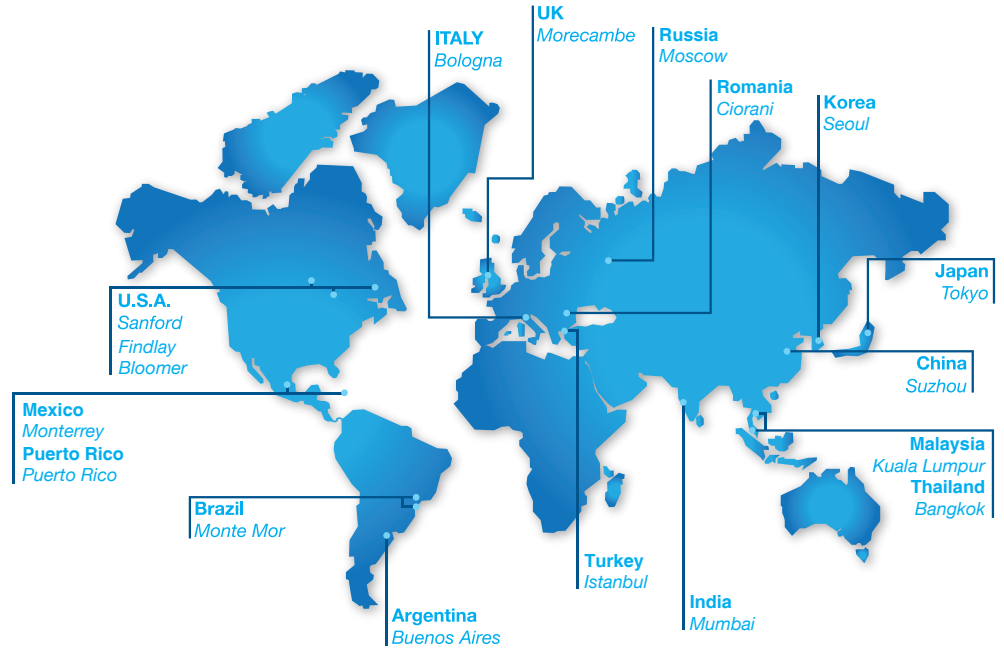 UK
Morecambe
ITALY
Bologna
Russia
Moscow
Romania
Ciorani
Korea
Seoul
Japan
Tokyo
U.S.A.
Sanford
Findlay
Bloomer
China
Suzhou
Mexico
Monterrey
Puerto Rico
Puerto Rico
Malaysia
Kuala Lumpur
Thailand
Bangkok
Brazil
Monte Mor
Turkey
Istanbul
India
Mumbai
Argentina
Buenos Aires